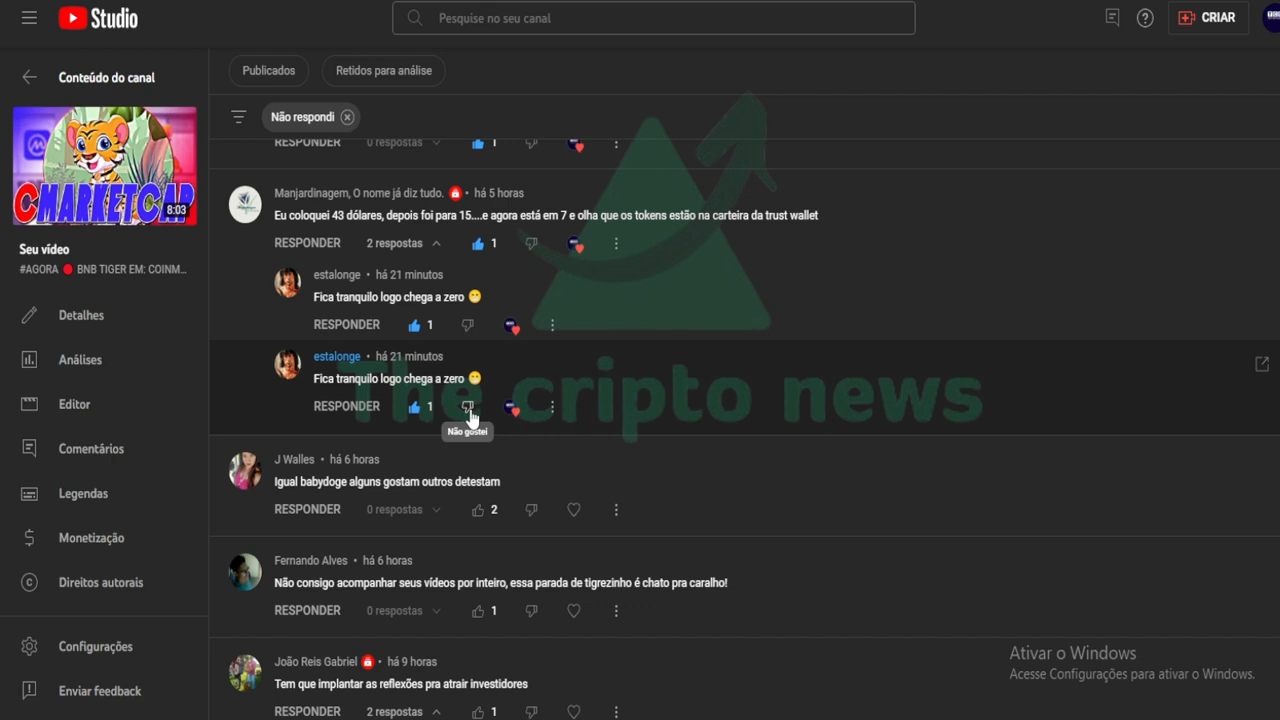 Studio
Pesquise no seu canal
CRIAR
Conteúdo do canal
Publicados
Retidos para análise
Não respondi
CMARKETCAP
8:03
Seu vídeo
#AGORA 🔴 BNB TIGER EM: COINM...
Detalhes
Análises
Editor
Comentários
Legendas
Monetização
Direitos autorais
Configurações
Enviar feedback
RESPONDER 0 respostas 1
Manjardinagem, O nome já diz tudo. • há 5 horas
Eu coloquei 43 dólares, depois foi para 15....e agora está em 7 e olha que os tokens estão na carteira da trust wallet
RESPONDER 2 respostas 1
estalonge • há 21 minutos
Fica tranquilo logo chega a zero 😁
RESPONDER 1
estalonge • há 21 minutos
Fica tranquilo logo chega a zero 😁
RESPONDER 1
Não gostei
The cripto news
J Walles • há 6 horas
Igual babydoge alguns gostam outros detestam
RESPONDER 0 respostas 2
Fernando Alves • há 6 horas
Não consigo acompanhar seus vídeos por inteiro, essa parada de tigrezinho é chato pra caralho!
RESPONDER 0 respostas 1
João Reis Gabriel • há 9 horas
Tem que implantar as reflexões pra atrair investidores
RESPONDER 2 respostas 1
Ativar o Windows
Acesse Configurações para ativar o Windows.